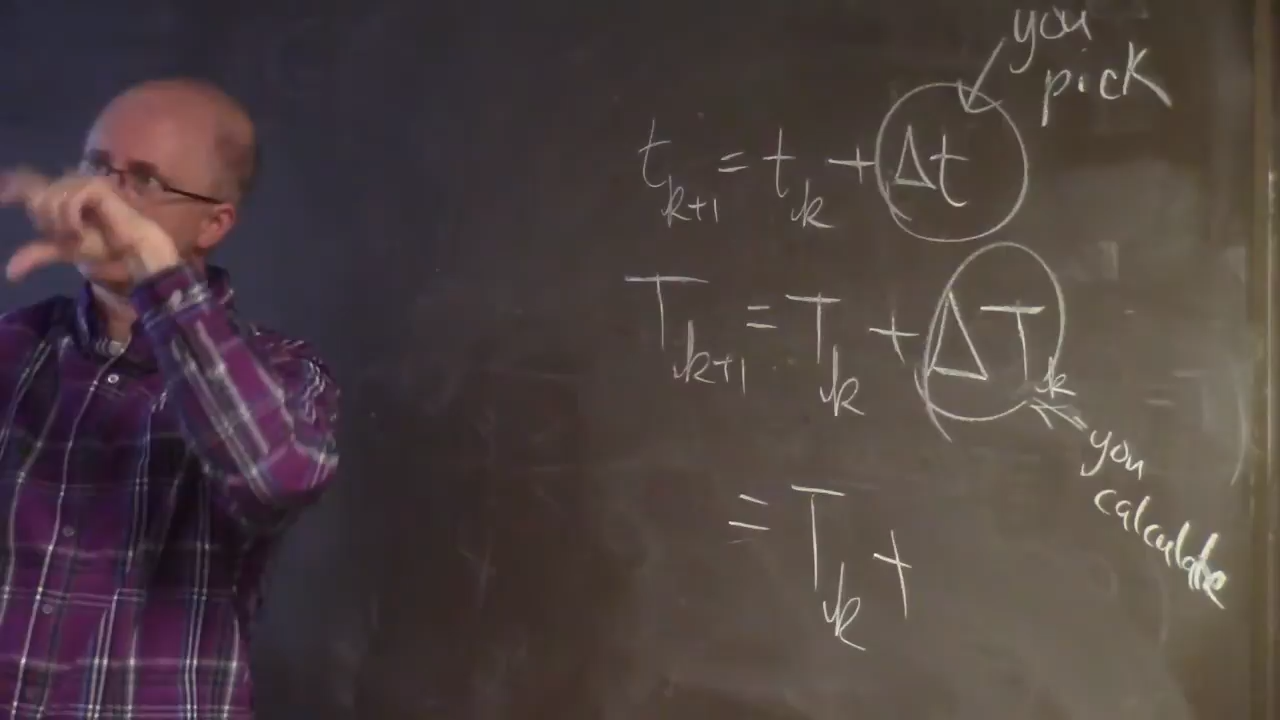 you
pick
t_{k+1} = t_k + Δt
T_{k+1} = T_k + ΔT_k
you
calculate
= T_k +